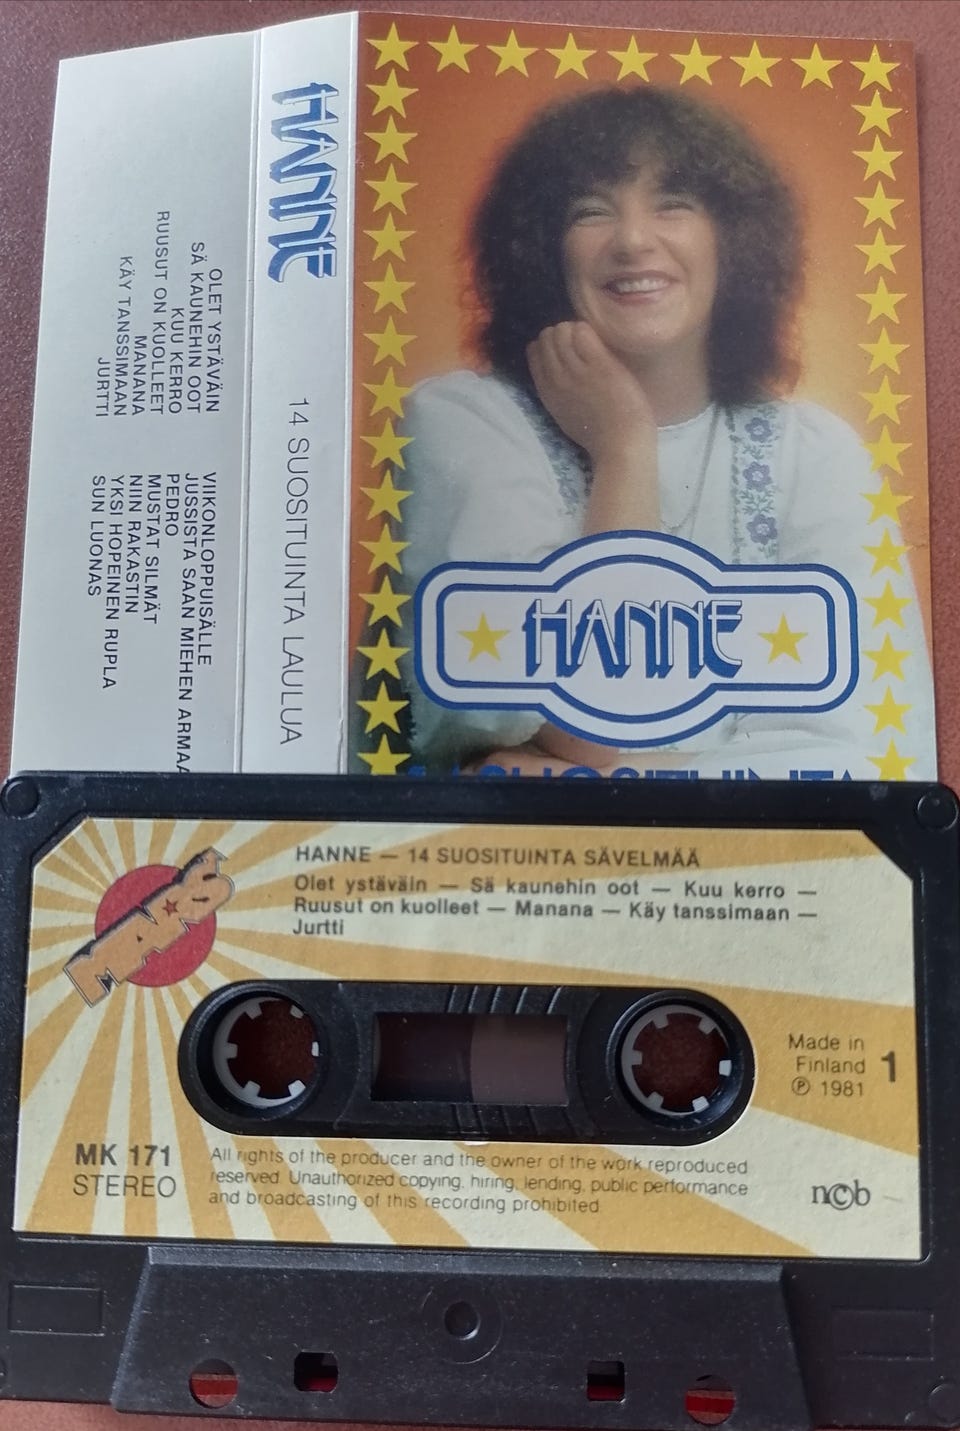 OLET YSTÄVÄIN
SÄ KAUNEHIN OOT
KUU KERRO
RUUSUT ON KUOLLEET
MANANA
KÄY TANSSIMAAN
JURTTI
VIIKONLOPPUISÄLLE
JUSSISTA SAAN MIEHEN ARMAA
PEDRO
MUSTAT SILMÄT
NIIN RAKASTIN
YKSI HOPEINEN RUPLA
SUN LUONAS
HANNE
14 SUOSITUINTA LAULUA
HANNE
SUOSITUINTA
HANNE — 14 SUOSITUINTA SÄVELMÄÄ
Olet ystäväin — Sä kaunehin oot — Kuu kerro —
Ruusut on kuolleet — Manana — Käy tanssimaan —
Jurtti
Made in
Finland 1
℗ 1981
MK 171
STEREO
All rights of the producer and the owner of the work reproduced
reserved. Unauthorized copying, hiring, lending, public performance
and broadcasting of this recording prohibited
ncb